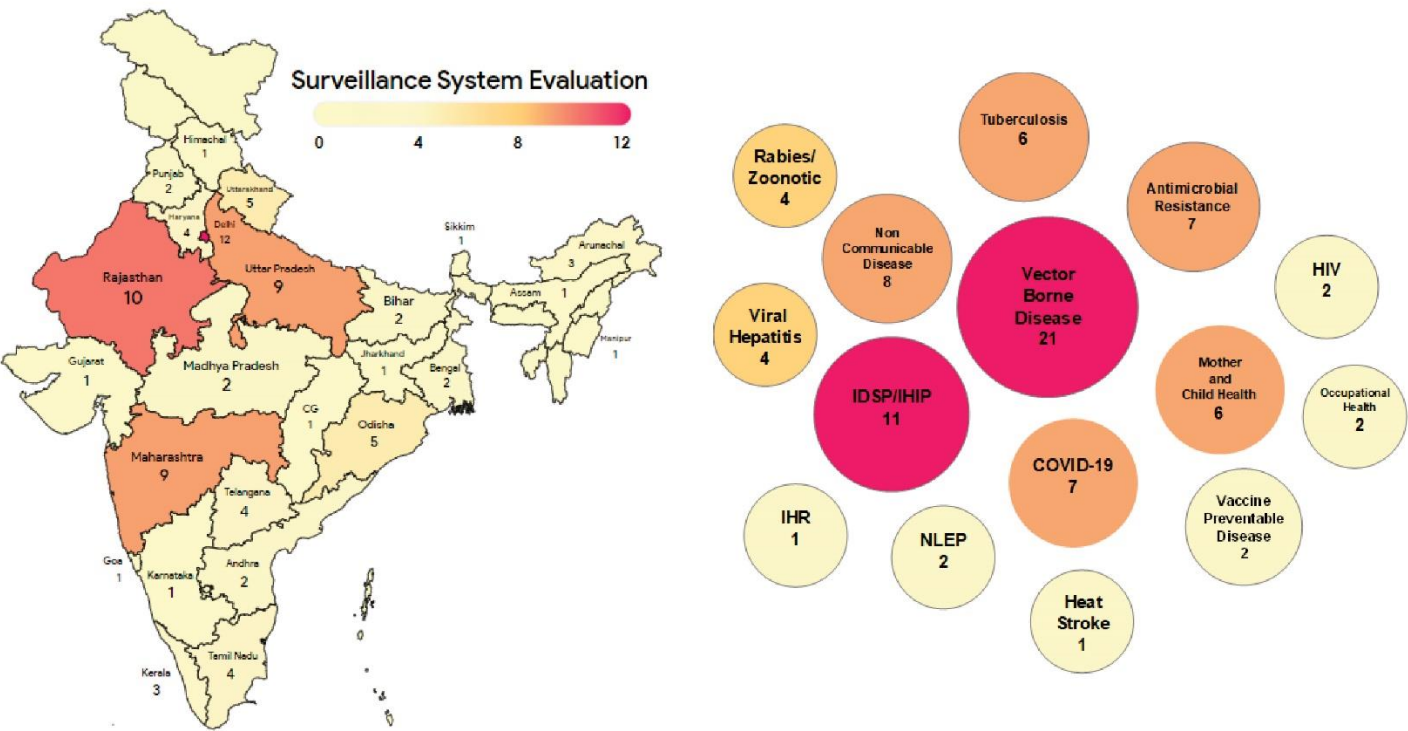 Surveillance System Evaluation
0 4 8 12
Himachal
1
Punjab
2
Uttarakhand
5
Haryana
4
Delhi
12
Rajasthan
10
Uttar Pradesh
9
Bihar
2
Sikkim
1
Arunachal
3
Assam 1
Manipur
1
Gujarat
1
Madhya Pradesh
2
Jharkhand
1
Bengal
2
CG
1
Odisha
5
Maharashtra
9
Telangana
4
Goa
1
Karnataka
1
Andhra
2
Kerala
3
Tamil Nadu
4
Tuberculosis
6
Rabies/
Zoonotic
4
Antimicrobial
Resistance
7
Non
Communicable
Disease
8
Vector
Borne
Disease
21
HIV
2
Viral
Hepatitis
4
IDSP/IHIP
11
Mother
and
Child Health
6
Occupational
Health
2
COVID-19
7
Vaccine
Preventable
Disease
2
IHR
1
NLEP
2
Heat
Stroke
1